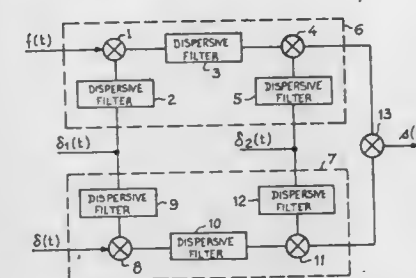 1
4
6
f(t)
DISPERSIVE
FILTER
3
DISPERSIVE
FILTER
2
5
DISPERSIVE
FILTER
13
δ1(t)
δ2(t)
s(
7
DISPERSIVE
FILTER
9
10
12
DISPERSIVE
FILTER
δ(t)
DISPERSIVE
FILTER
8
11